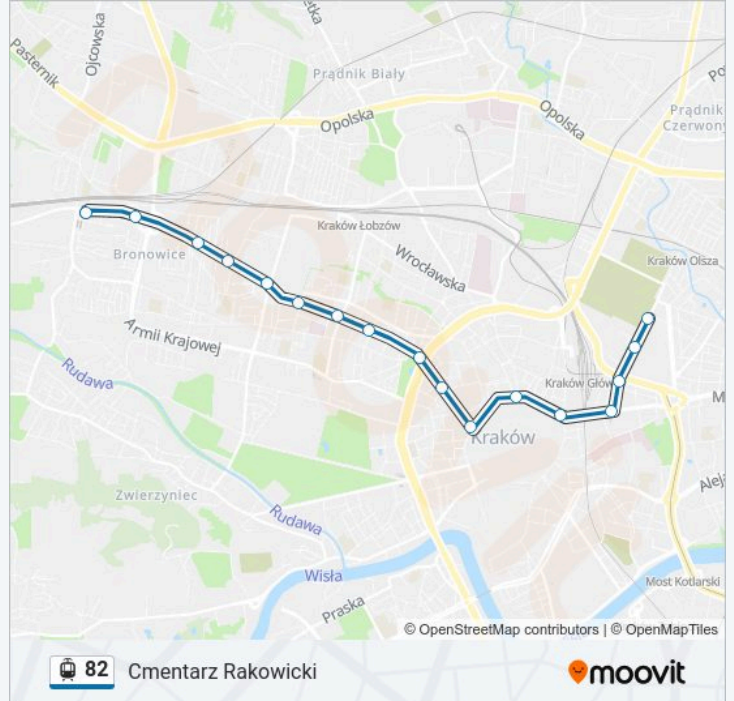 Ojcowska
Pasternik
Prądnik Biały
Opolska
Opolska
Prądnik
Czerwony
Kraków Łobzów
Bronowice
Wrocławska
Kraków Olsza
Armii Krajowej
Rudawa
Kraków Głów
Kraków
Zwierzyniec
Rudawa
Wisła
Most Kotlarski
Praska
© OpenStreetMap contributors | © OpenMapTiles
82 Cmentarz Rakowicki
moovit